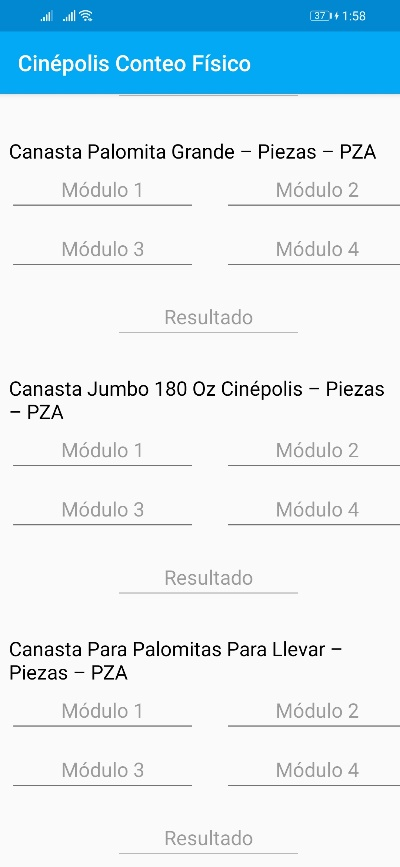 37 1:58
Cinépolis Conteo Físico
Canasta Palomita Grande – Piezas – PZA
Módulo 1 Módulo 2
Módulo 3 Módulo 4
Resultado
Canasta Jumbo 180 Oz Cinépolis – Piezas
– PZA
Módulo 1 Módulo 2
Módulo 3 Módulo 4
Resultado
Canasta Para Palomitas Para Llevar –
Piezas – PZA
Módulo 1 Módulo 2
Módulo 3 Módulo 4
Resultado